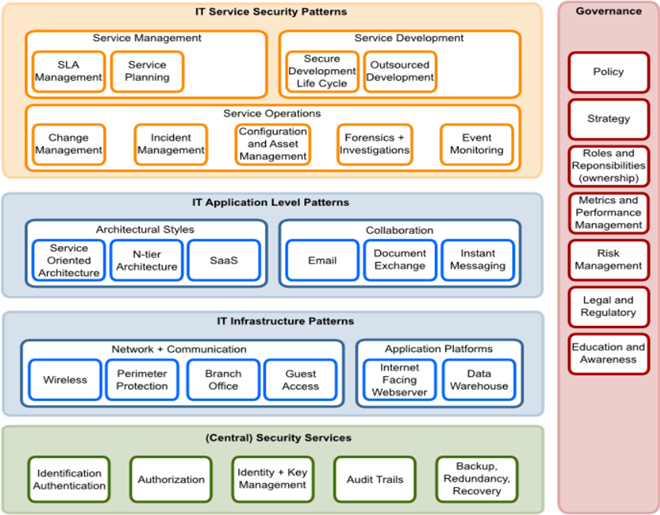 IT Service Security Patterns
Service Management
SLA
Management
Service
Planning
Service Development
Secure
Development
Life Cycle
Outsourced
Development
Service Operations
Change
Management
Incident
Management
Configuration
and Asset
Management
Forensics +
Investigations
Event
Monitoring
IT Application Level Patterns
Architectural Styles
Service
Oriented
Architecture
N-tier
Architecture
SaaS
Collaboration
Email
Document
Exchange
Instant
Messaging
IT Infrastructure Patterns
Network + Communication
Wireless
Perimeter
Protection
Branch
Office
Guest
Access
Application Platforms
Internet
Facing
Webserver
Data
Warehouse
(Central) Security Services
Identification
Authentication
Authorization
Identity + Key
Management
Audit Trails
Backup,
Redundancy,
Recovery
Governance
Policy
Strategy
Roles and
Reponsibilities
(ownership)
Metrics and
Performance
Management
Risk
Management
Legal and
Regulatory
Education and
Awareness